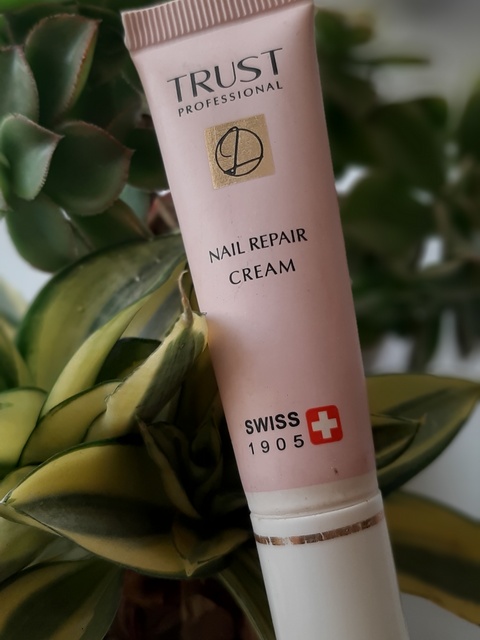 TRUST
PROFESSIONAL
NAIL REPAIR
CREAM
SWISS
1905